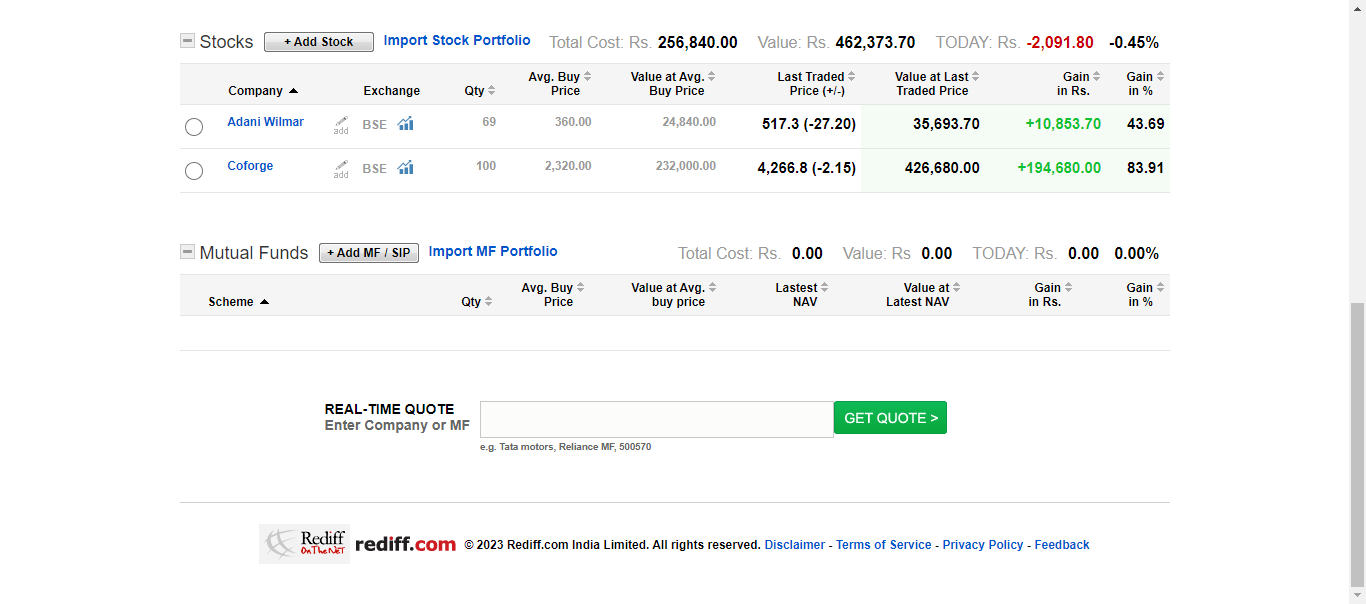 Stocks + Add Stock Import Stock Portfolio Total Cost: Rs. 256,840.00 Value: Rs. 462,373.70 TODAY: Rs. -2,091.80 -0.45%
Company Exchange Qty Avg. Buy Price Value at Avg. Buy Price Last Traded Price (+/-) Value at Last Traded Price Gain in Rs. Gain in %
Adani Wilmar add BSE 69 360.00 24,840.00 517.3 (-27.20) 35,693.70 +10,853.70 43.69
Coforge add BSE 100 2,320.00 232,000.00 4,266.8 (-2.15) 426,680.00 +194,680.00 83.91
Mutual Funds + Add MF / SIP Import MF Portfolio Total Cost: Rs. 0.00 Value: Rs 0.00 TODAY: Rs. 0.00 0.00%
Scheme Qty Avg. Buy Price Value at Avg. buy price Lastest NAV Value at Latest NAV Gain in Rs. Gain in %
REAL-TIME QUOTE
Enter Company or MF
GET QUOTE >
e.g. Tata motors, Reliance MF, 500570
Rediff On The NeT rediff.com © 2023 Rediff.com India Limited. All rights reserved. Disclaimer - Terms of Service - Privacy Policy - Feedback